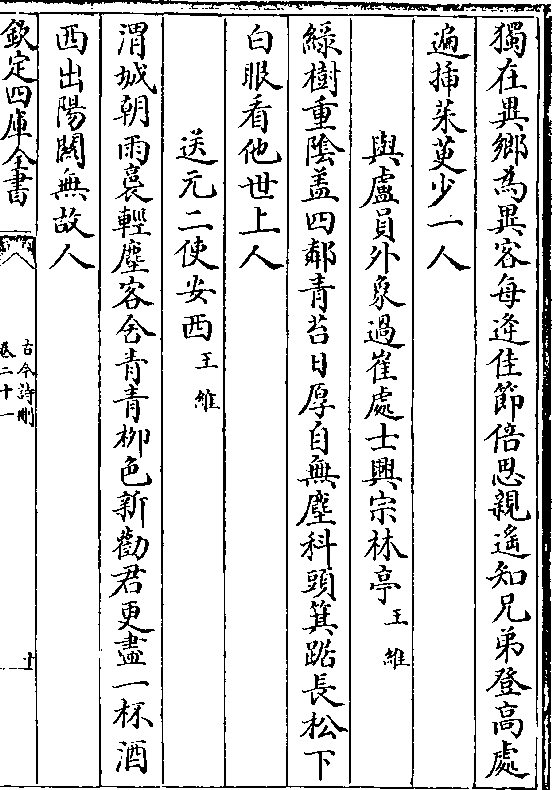 獨在異鄉為異客每逢佳節倍思親遙知兄弟登高處
遍揷茱萸少一人
與盧員外象過崔處士興宗林亭王維
綠樹重陰盖四鄰青苔日厚自無塵科頭箕踞長松下
白眼看他世上人
送元二使安西王維
渭城朝雨裛輕塵客舍青青栁色新勸君更盡一杯酒
西出陽關無故人
欽定四庫全書
古今詩刪
卷二十一
十